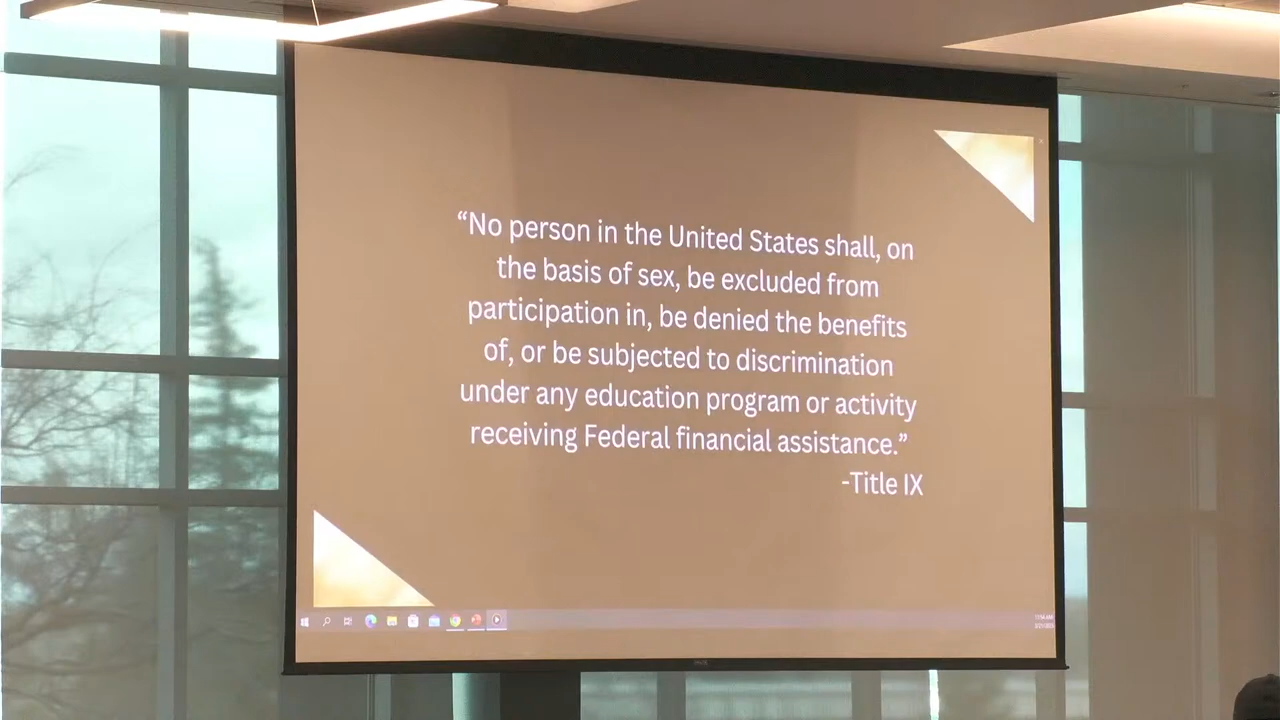 “No person in the United States shall, on
the basis of sex, be excluded from
participation in, be denied the benefits
of, or be subjected to discrimination
under any education program or activity
receiving Federal financial assistance.”
-Title IX